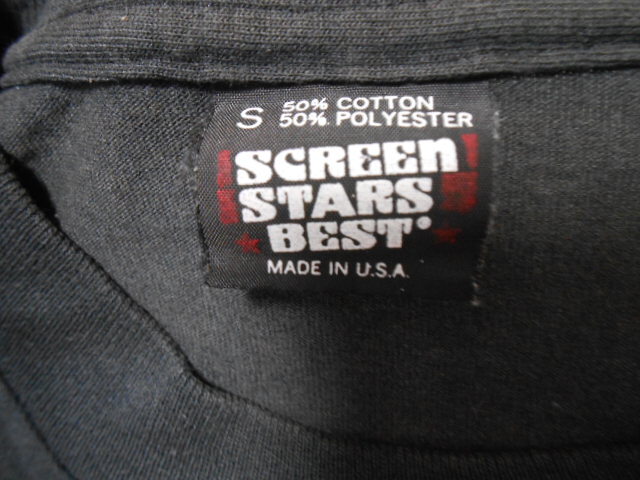 S 50% COTTON
50% POLYESTER
SCREEN
STARS
BEST
MADE IN U.S.A.